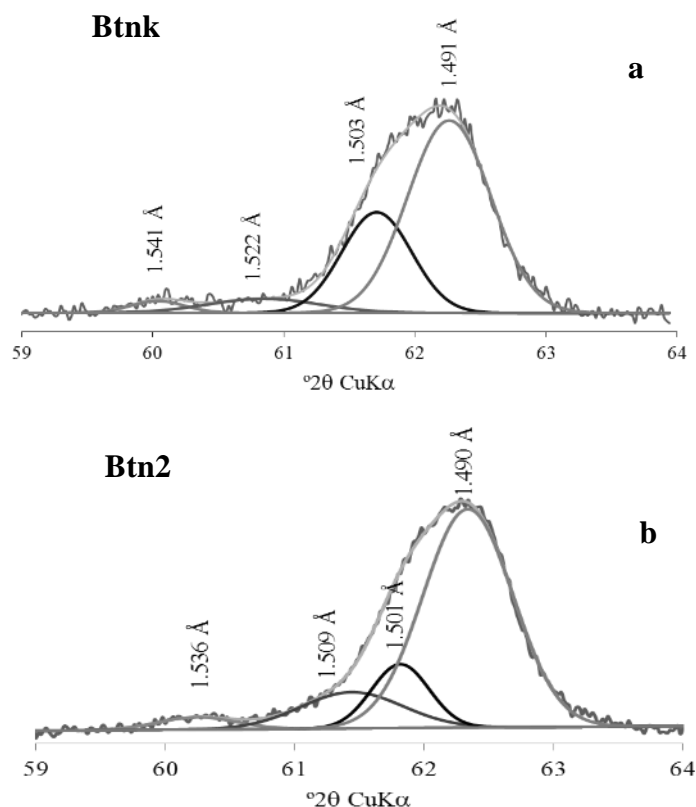 Btnk
a
1.541 Å
1.522 Å
1.503 Å
1.491 Å
59 60 61 62 63 64
°2θ CuKα
Btn2
b
1.536 Å
1.509 Å
1.501 Å
1.490 Å
59 60 61 62 63 64
°2θ CuKα